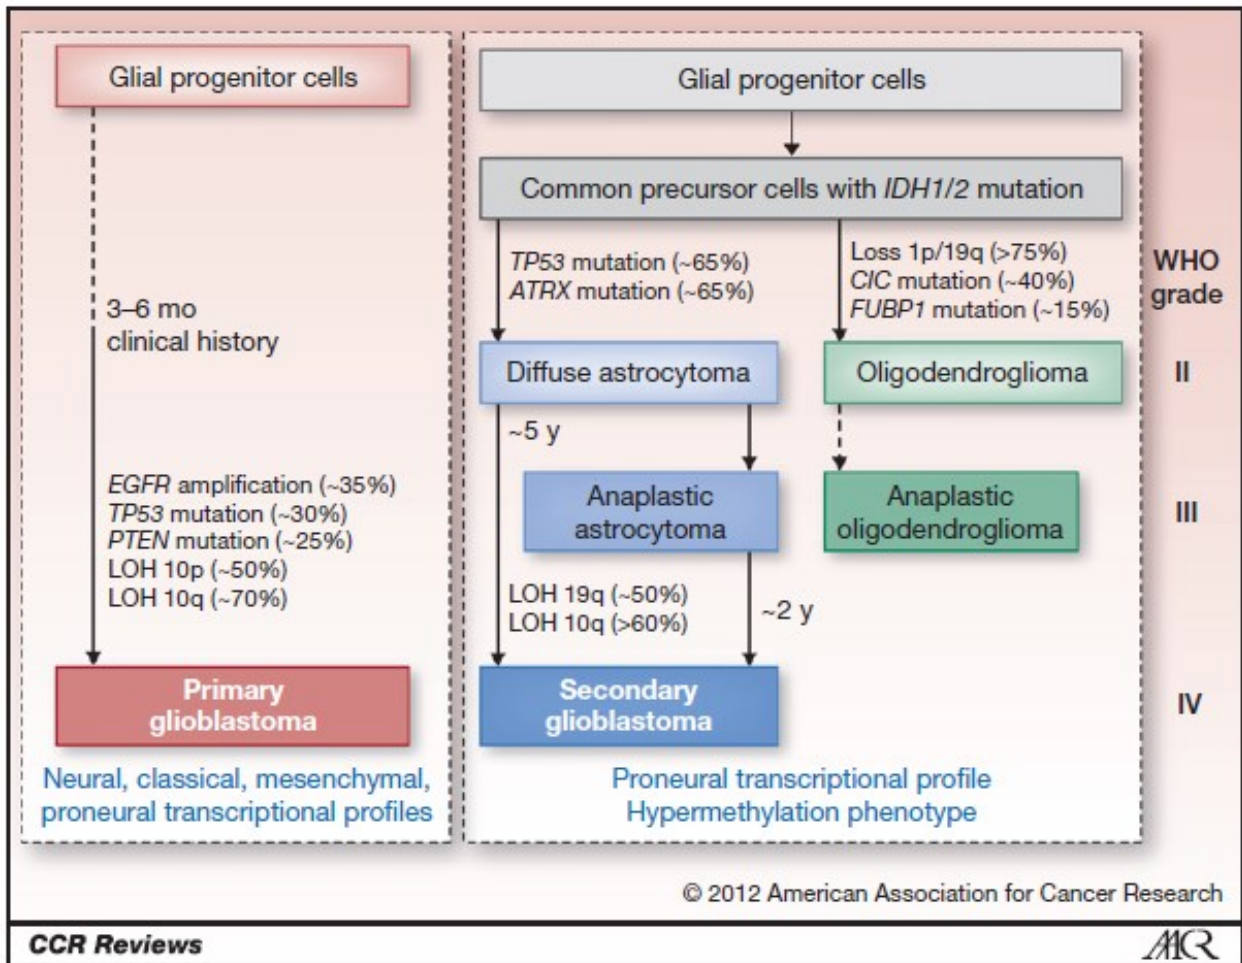 Glial progenitor cells
3–6 mo
clinical history
EGFR amplification (~35%)
TP53 mutation (~30%)
PTEN mutation (~25%)
LOH 10p (~50%)
LOH 10q (~70%)
Primary
glioblastoma
Neural, classical, mesenchymal,
proneural transcriptional profiles
Glial progenitor cells
Common precursor cells with IDH1/2 mutation
TP53 mutation (~65%)
ATRX mutation (~65%)
Loss 1p/19q (>75%)
CIC mutation (~40%)
FUBP1 mutation (~15%)
Diffuse astrocytoma
Oligodendroglioma
~5 y
Anaplastic
astrocytoma
Anaplastic
oligodendroglioma
LOH 19q (~50%)
LOH 10q (>60%)
~2 y
Secondary
glioblastoma
Proneural transcriptional profile
Hypermethylation phenotype
WHO
grade
II
III
IV
© 2012 American Association for Cancer Research
CCR Reviews
AACR